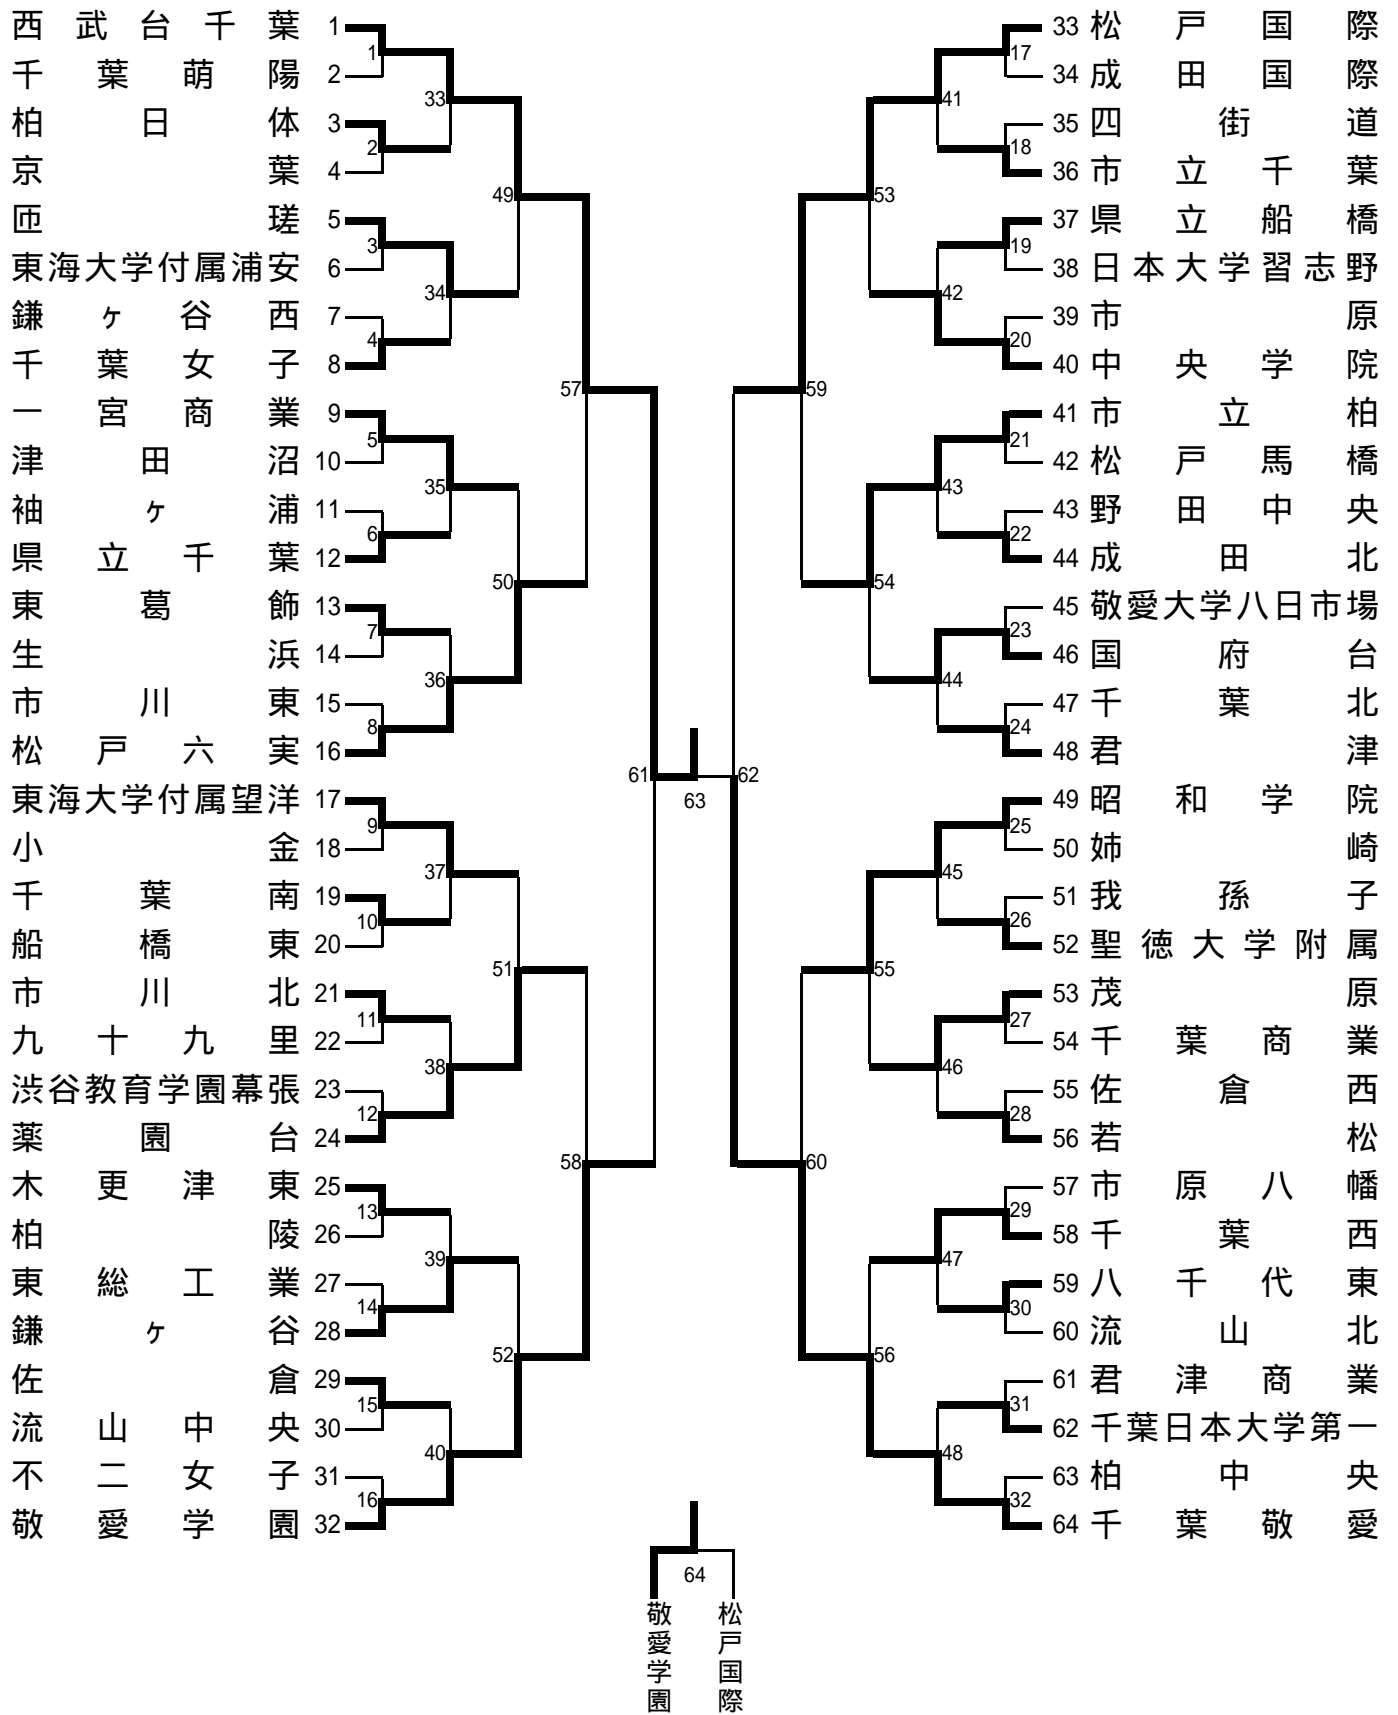 西武台千葉 1
千葉萌陽 2
柏日体 3
京葉 4
匝瑳 5
東海大学付属浦安 6
鎌ヶ谷西 7
千葉女子 8
一宮商業 9
津田沼 10
袖ヶ浦 11
県立千葉 12
東葛飾 13
生浜 14
市川東 15
松戸六実 16
東海大学付属望洋 17
小金 18
千葉南 19
船橋東 20
市川北 21
九十九里 22
渋谷教育学園幕張 23
薬園台 24
木更津東 25
柏陵 26
東総工業 27
鎌ヶ谷 28
佐倉 29
流山中央 30
不二女子 31
敬愛学園 32
1
2
3
4
5
6
7
8
9
10
11
12
13
14
15
16
33
34
35
36
37
38
39
40
49
50
51
52
57
58
61
63
62
59
60
53
54
55
56
41
42
43
44
45
46
47
48
17
18
19
20
21
22
23
24
25
26
27
28
29
30
31
32
33 松戸国際
34 成田国際
35 四街道
36 市立千葉
37 県立船橋
38 日本大学習志野
39 市原
40 中央学院
41 市立柏
42 松戸馬橋
43 野田中央
44 成田北
45 敬愛大学八日市場
46 国府台
47 千葉北
48 君津
49 昭和学院
50 姉崎
51 我孫子
52 聖徳大学附属
53 茂原
54 千葉商業
55 佐倉西
56 若松
57 市原八幡
58 千葉西
59 八千代東
60 流山北
61 君津商業
62 千葉日本大学第一
63 柏中央
64 千葉敬愛
64
敬愛学園
松戸国際